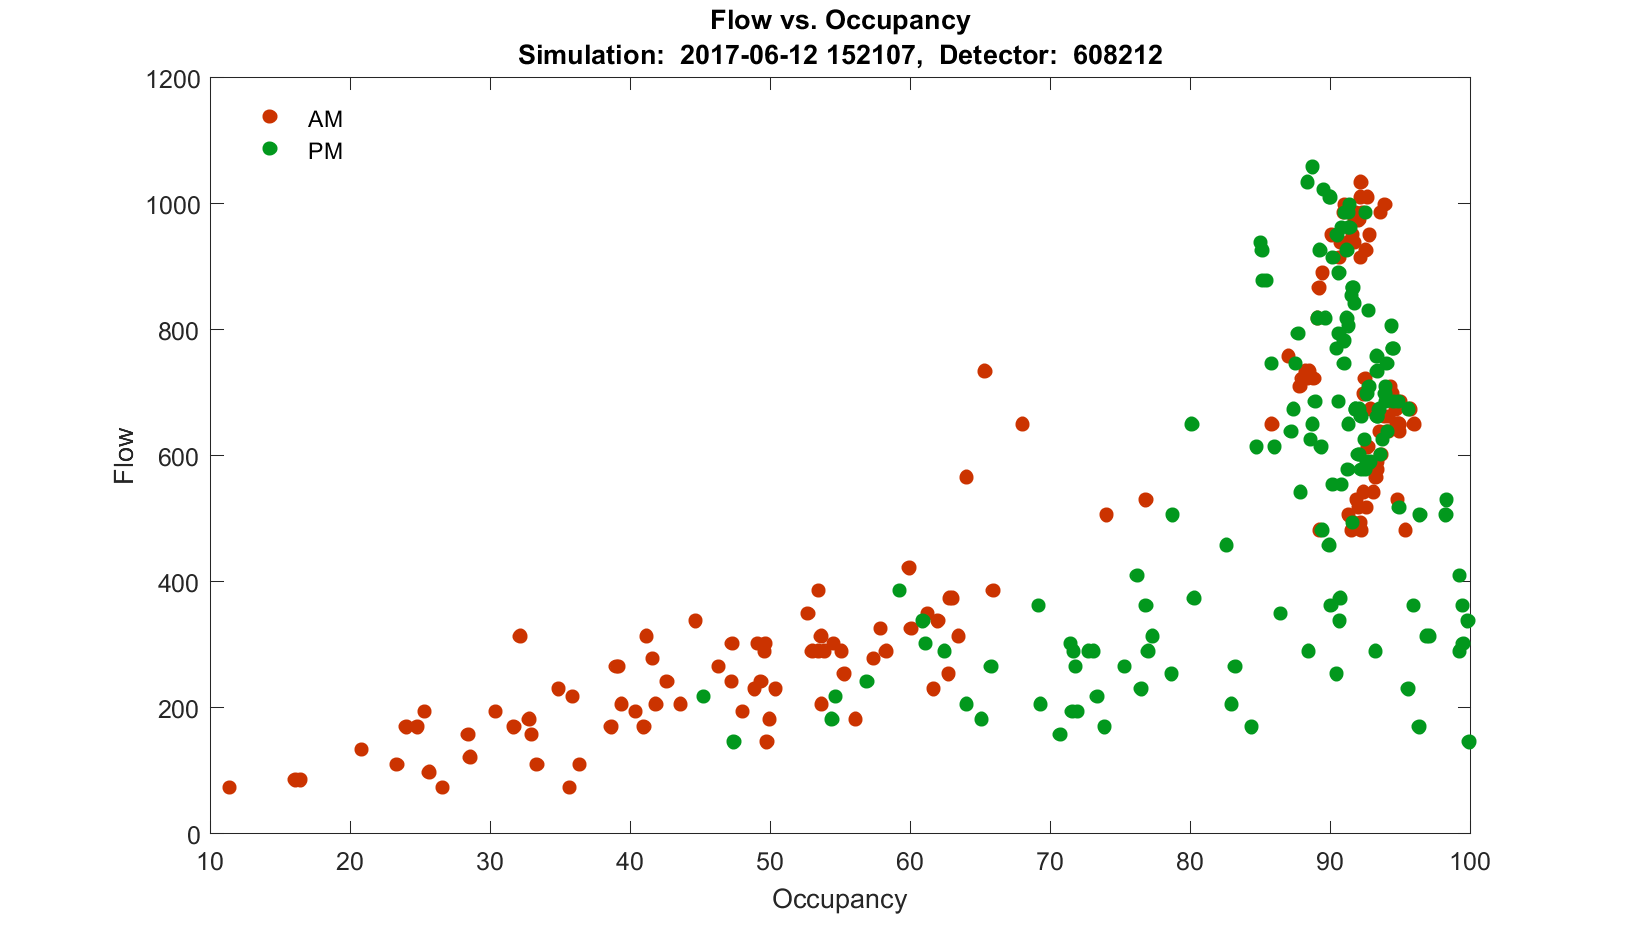 Flow vs. Occupancy
Simulation:  2017-06-12 152107,  Detector:  608212
AM
PM
1200
1000
800
600
400
200
0
Flow
10 20 30 40 50 60 70 80 90 100
Occupancy